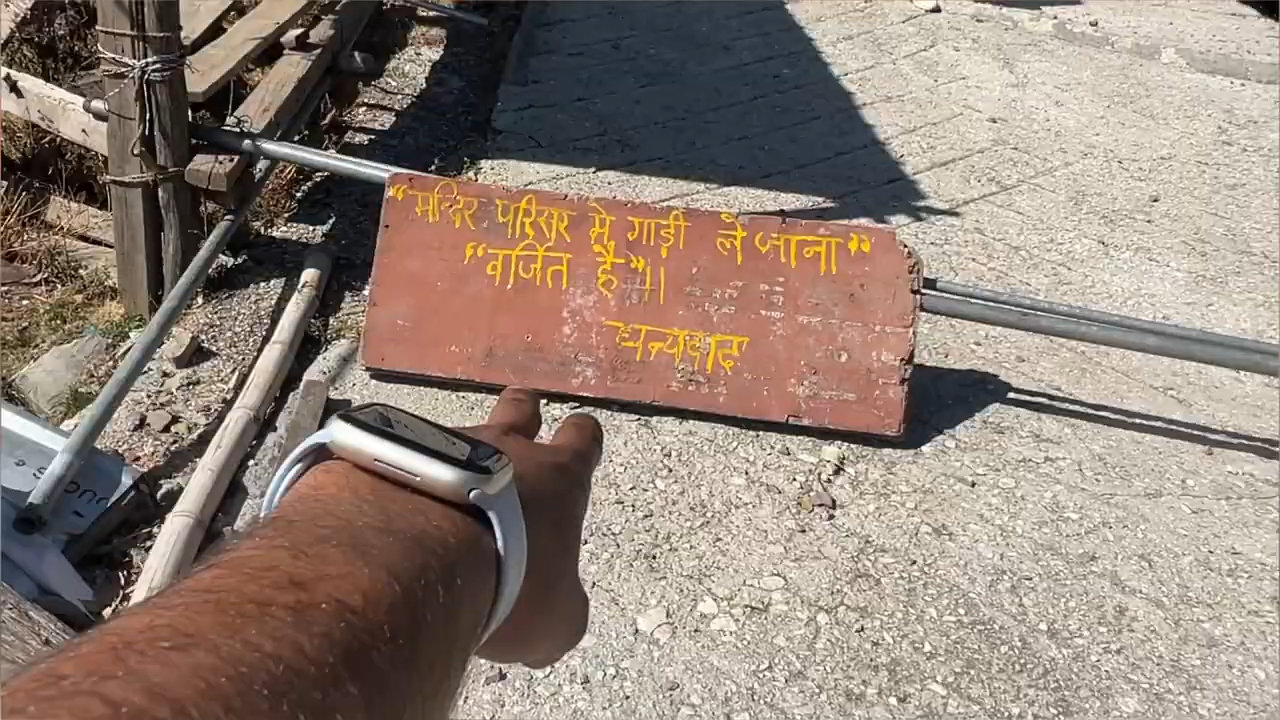 “मन्दिर परिसर मे गाड़ी ले जाना”
“वर्जित है”।।
धन्यवाद